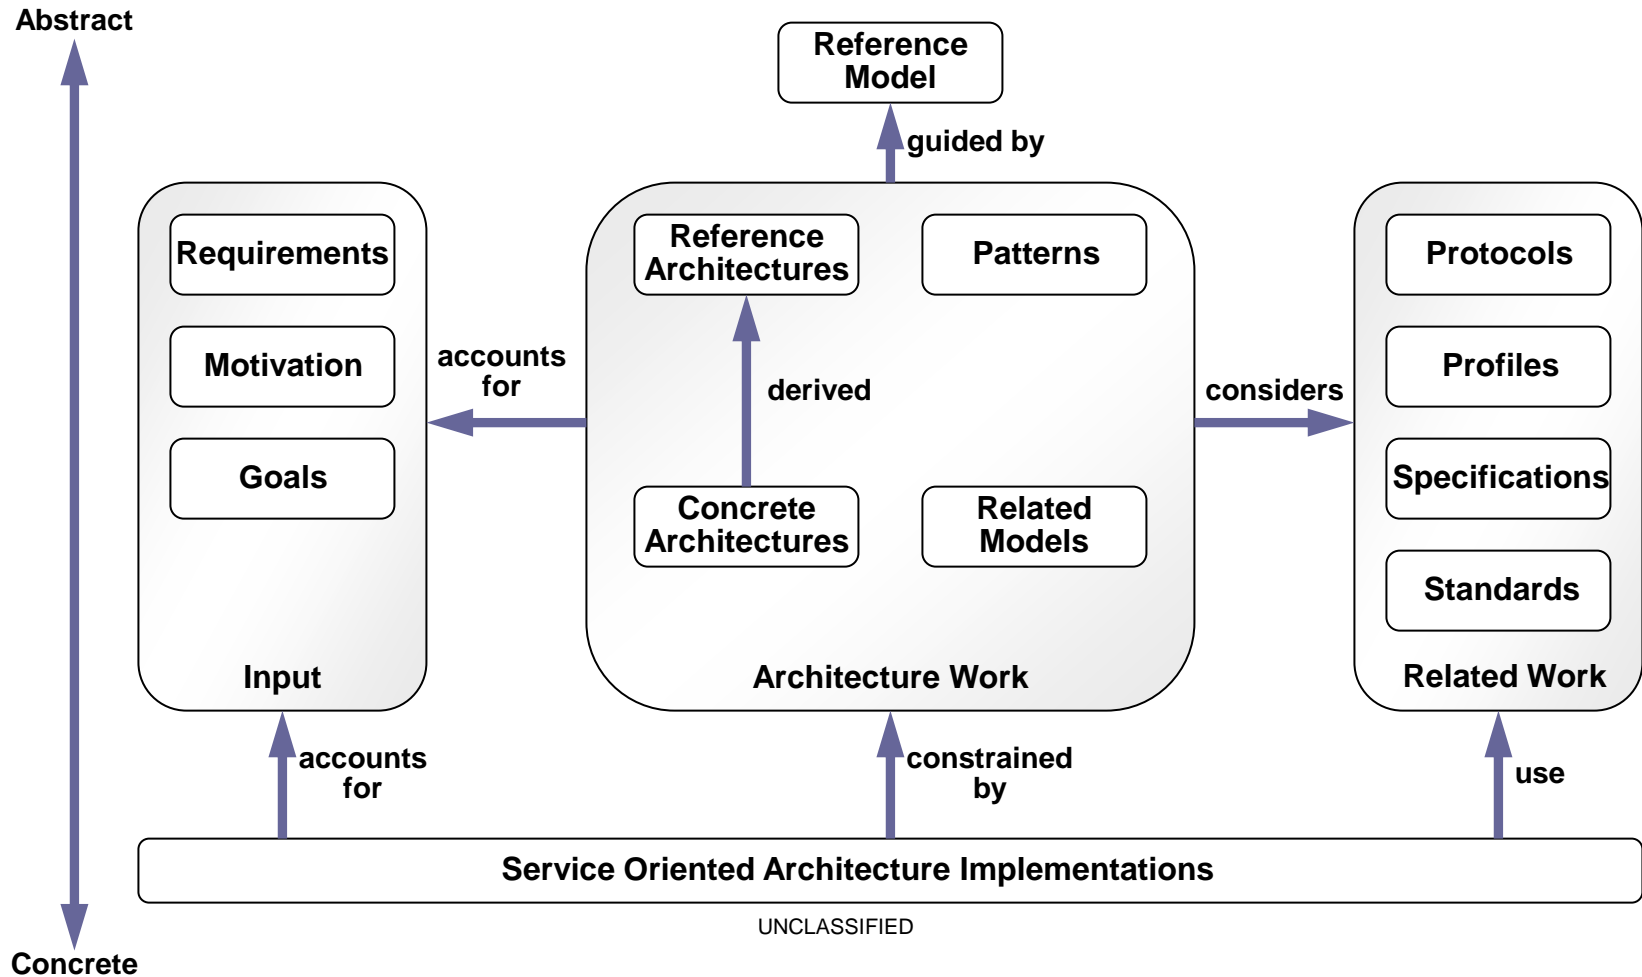 Abstract
Reference
Model
guided by
Requirements
Motivation
Goals
Input
accounts
for
Reference
Architectures
Patterns
derived
Concrete
Architectures
Related
Models
Architecture Work
considers
Protocols
Profiles
Specifications
Standards
Related Work
accounts
for
constrained
by
use
Service Oriented Architecture Implementations
UNCLASSIFIED
Concrete